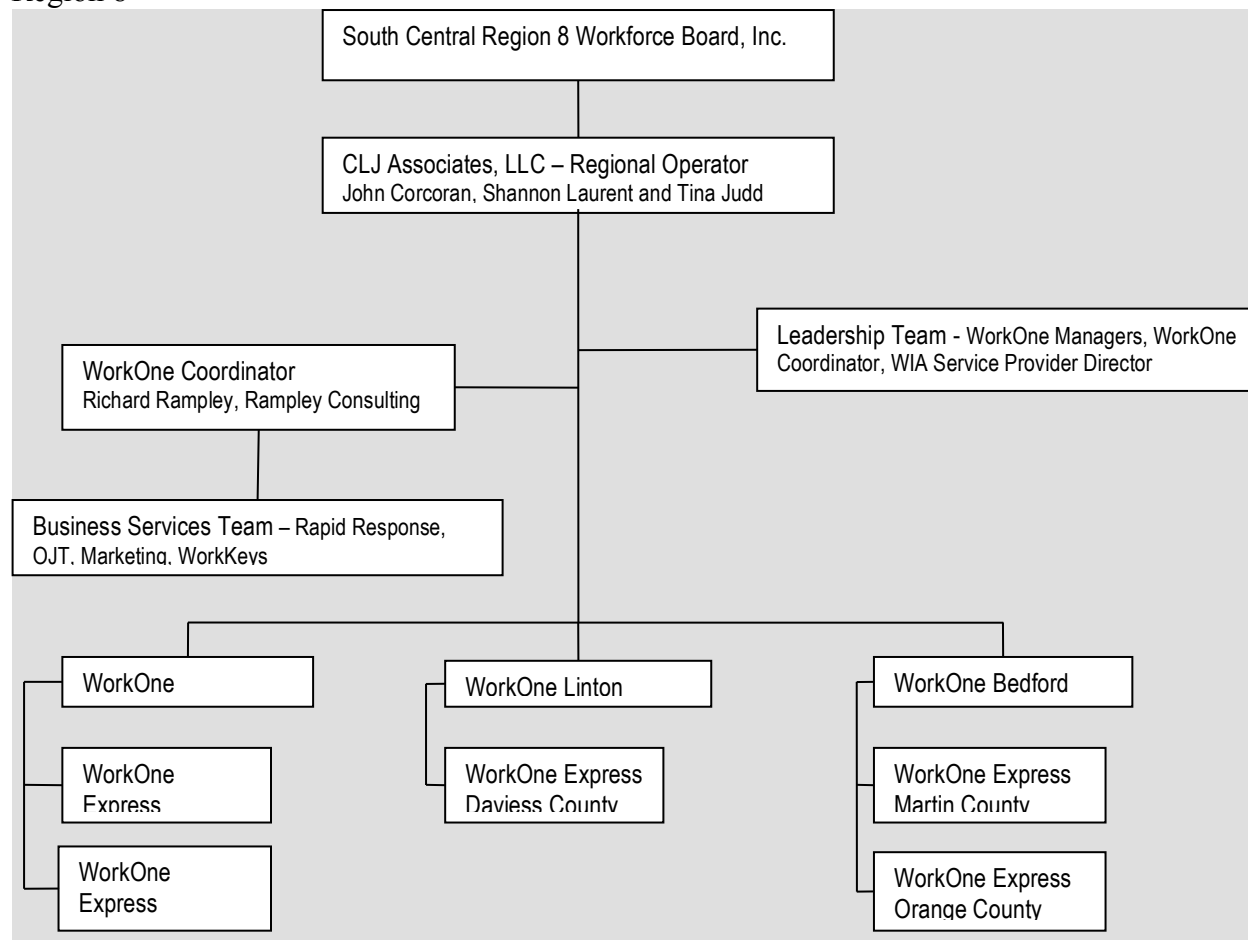 South Central Region 8 Workforce Board, Inc.
CLJ Associates, LLC – Regional Operator
John Corcoran, Shannon Laurent and Tina Judd
Leadership Team - WorkOne Managers, WorkOne
Coordinator, WIA Service Provider Director
WorkOne Coordinator
Richard Rampley, Rampley Consulting
Business Services Team – Rapid Response,
OJT, Marketing, WorkKeys
WorkOne
WorkOne Linton
WorkOne Bedford
WorkOne
Express
WorkOne Express
Daviess County
WorkOne Express
Martin County
WorkOne
Express
WorkOne Express
Orange County